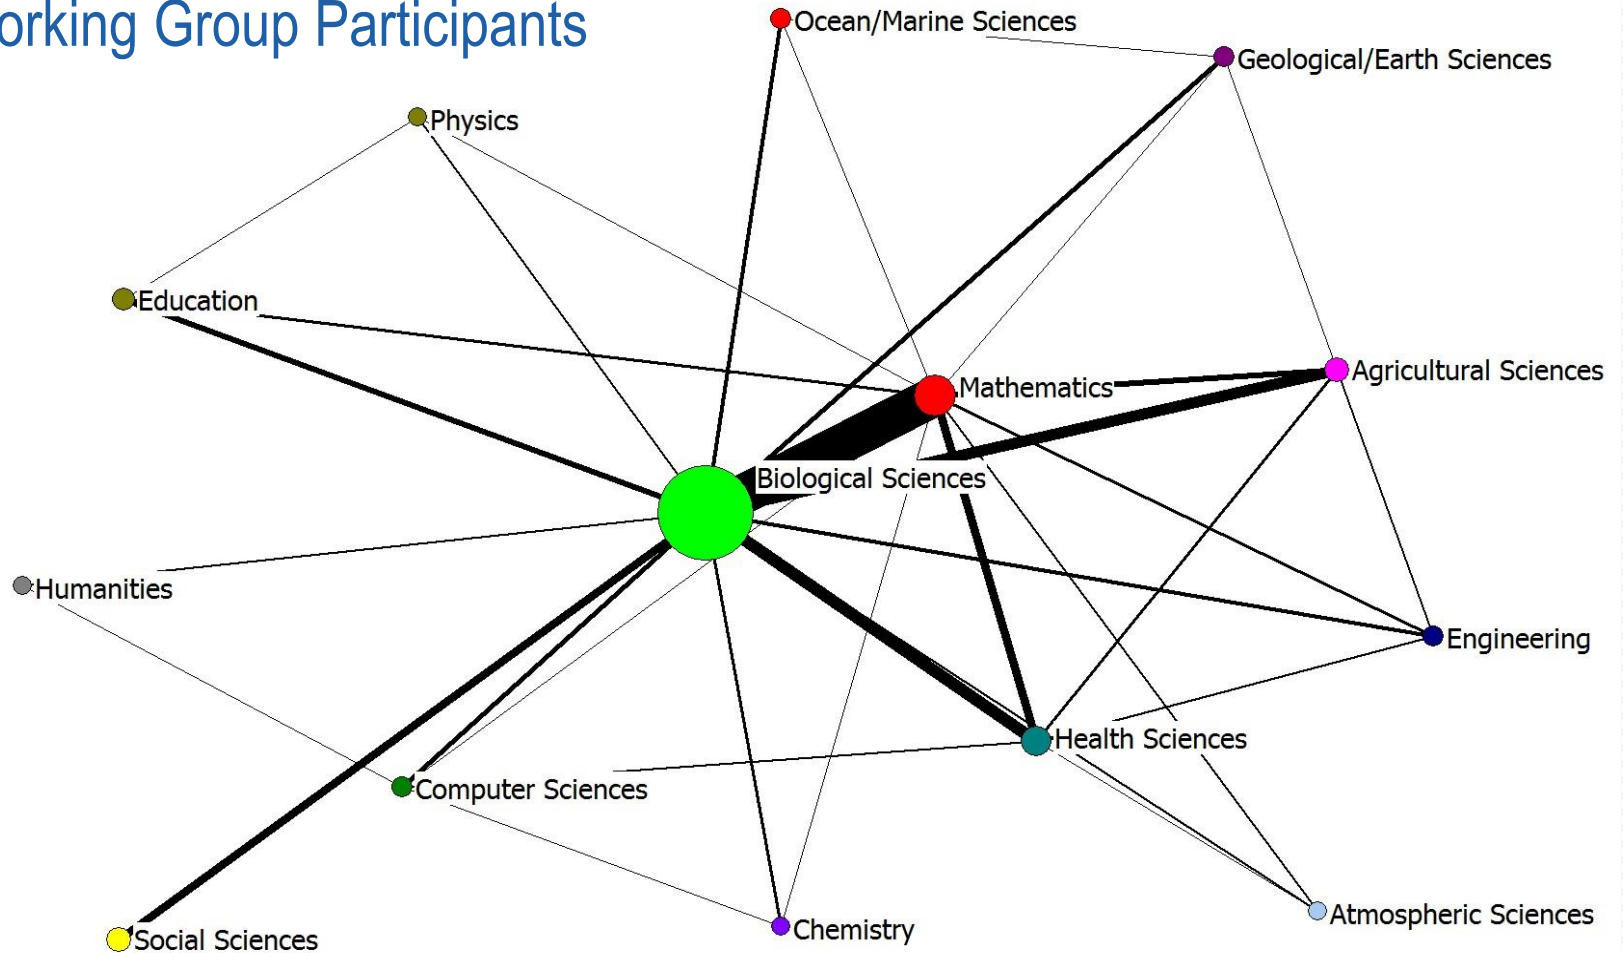 orking Group Participants
Ocean/Marine Sciences
Geological/Earth Sciences
Physics
Education
Mathematics
Agricultural Sciences
Biological Sciences
Humanities
Engineering
Health Sciences
Computer Sciences
Atmospheric Sciences
Chemistry
Social Sciences